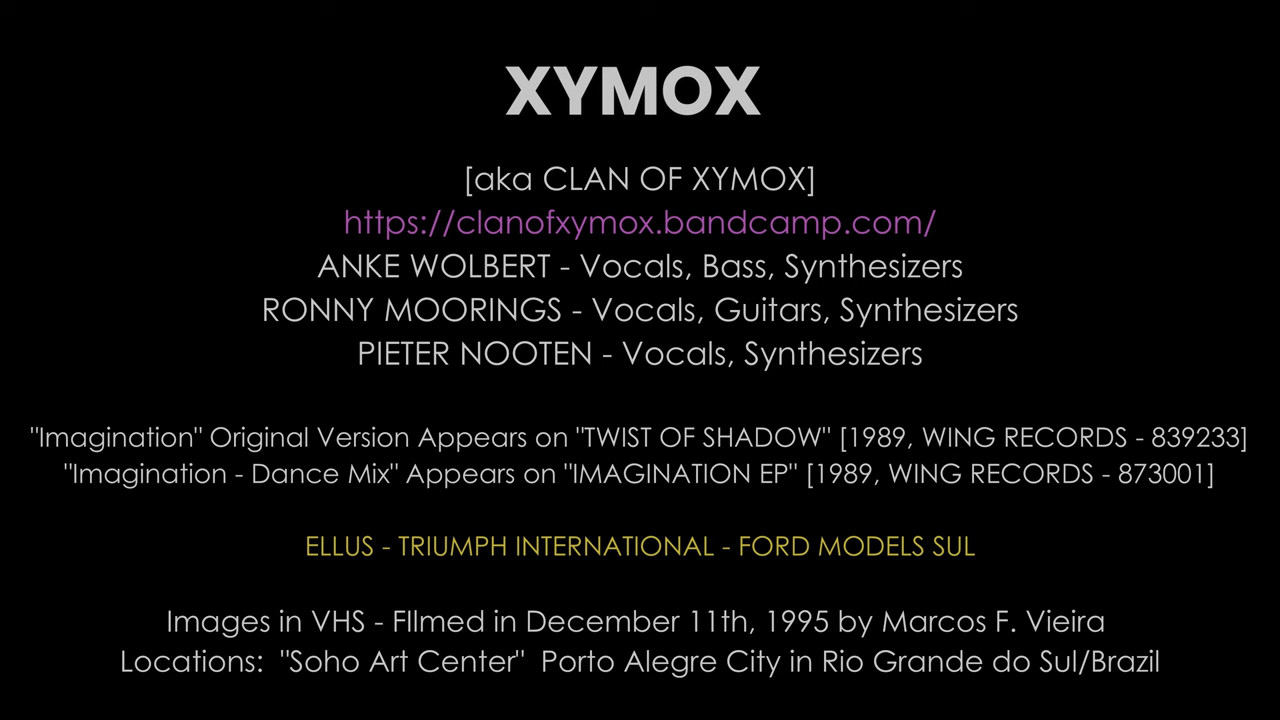 XYMOX
[aka CLAN OF XYMOX]
https://clanofxymox.bandcamp.com/
ANKE WOLBERT - Vocals, Bass, Synthesizers
RONNY MOORINGS - Vocals, Guitars, Synthesizers
PIETER NOOTEN - Vocals, Synthesizers
"Imagination" Original Version Appears on "TWIST OF SHADOW" [1989, WING RECORDS - 839233]
"Imagination - Dance Mix" Appears on "IMAGINATION EP" [1989, WING RECORDS - 873001]
ELLUS - TRIUMPH INTERNATIONAL - FORD MODELS SUL
Images in VHS - FIlmed in December 11th, 1995 by Marcos F. Vieira
Locations:  "Soho Art Center"  Porto Alegre City in Rio Grande do Sul/Brazil